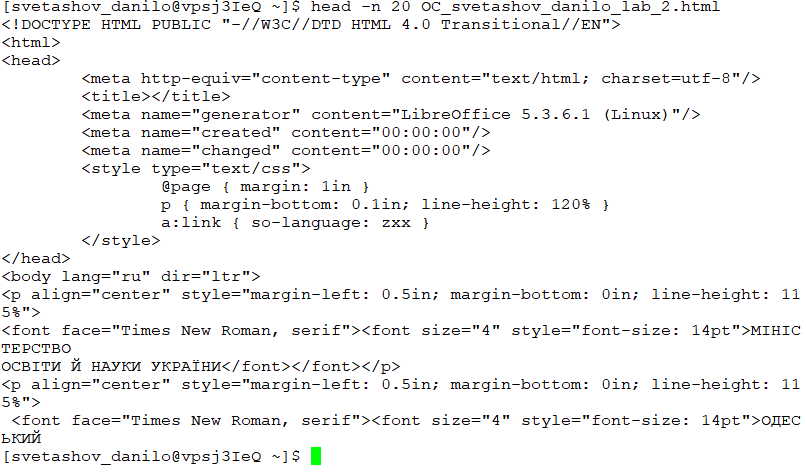 [svetashov_danilo@vpsj3IeQ ~]$ head -n 20 OC_svetashov_danilo_lab_2.html
<!DOCTYPE HTML PUBLIC "-//W3C//DTD HTML 4.0 Transitional//EN">
<html>
<head>
        <meta http-equiv="content-type" content="text/html; charset=utf-8"/>
        <title></title>
        <meta name="generator" content="LibreOffice 5.3.6.1 (Linux)"/>
        <meta name="created" content="00:00:00"/>
        <meta name="changed" content="00:00:00"/>
        <style type="text/css">
                @page { margin: 1in }
                p { margin-bottom: 0.1in; line-height: 120% }
                a:link { so-language: zxx }
        </style>
</head>
<body lang="ru" dir="ltr">
<p align="center" style="margin-left: 0.5in; margin-bottom: 0in; line-height: 11
5%">
<font face="Times New Roman, serif"><font size="4" style="font-size: 14pt">МІНІС
ТЕРСТВО
ОСВІТИ Й НАУКИ УКРАЇНИ</font></font></p>
<p align="center" style="margin-left: 0.5in; margin-bottom: 0in; line-height: 11
5%">
 <font face="Times New Roman, serif"><font size="4" style="font-size: 14pt">ОДЕС
ЬКИЙ
[svetashov_danilo@vpsj3IeQ ~]$